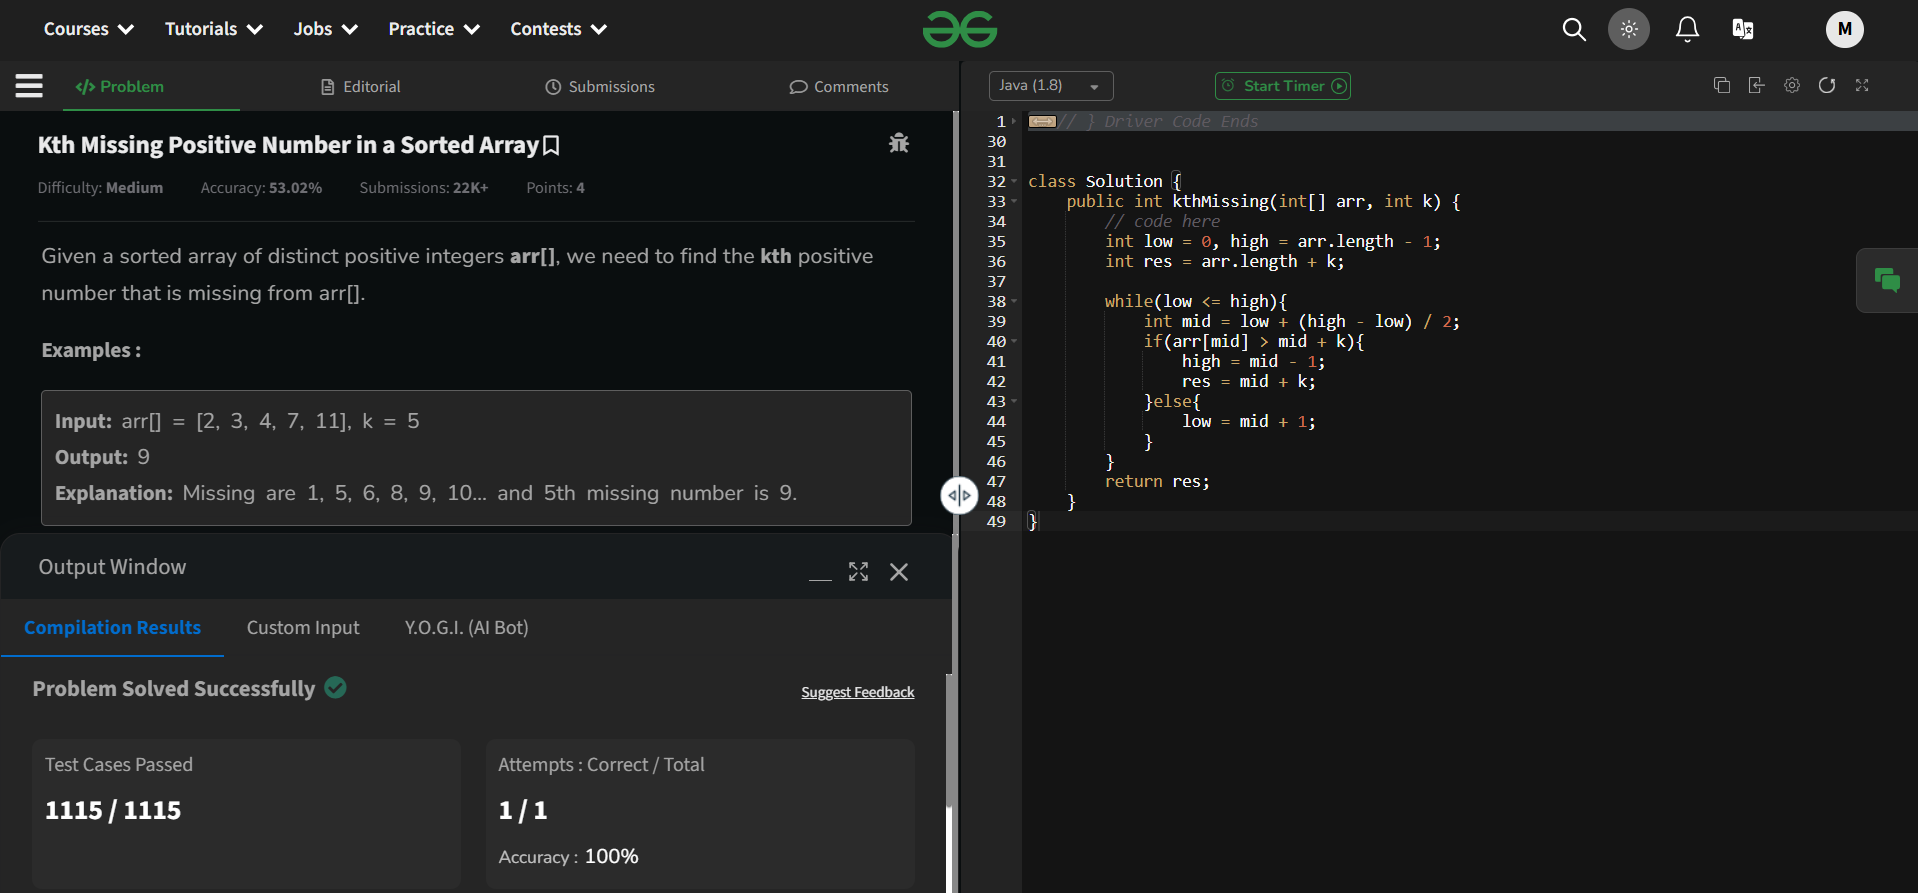 Courses Tutorials Jobs Practice Contests
M
Problem Editorial Submissions Comments
Kth Missing Positive Number in a Sorted Array
Difficulty: Medium Accuracy: 53.02% Submissions: 22K+ Points: 4
Given a sorted array of distinct positive integers arr[], we need to find the kth positive
number that is missing from arr[].
Examples :
Input: arr[] = [2, 3, 4, 7, 11], k = 5
Output: 9
Explanation: Missing are 1, 5, 6, 8, 9, 10... and 5th missing number is 9.
Output Window
Compilation Results Custom Input Y.O.G.I. (AI Bot)
Problem Solved Successfully
Suggest Feedback
Test Cases Passed
1115 / 1115
Attempts : Correct / Total
1 / 1
Accuracy : 100%
Java (1.8) Start Timer
1 // } Driver Code Ends
30
31
32 class Solution {
33 public int kthMissing(int[] arr, int k) {
34 // code here
35 int low = 0, high = arr.length - 1;
36 int res = arr.length + k;
37
38 while(low <= high){
39 int mid = low + (high - low) / 2;
40 if(arr[mid] > mid + k){
41 high = mid - 1;
42 res = mid + k;
43 }else{
44 low = mid + 1;
45 }
46 }
47 return res;
48 }
49 }